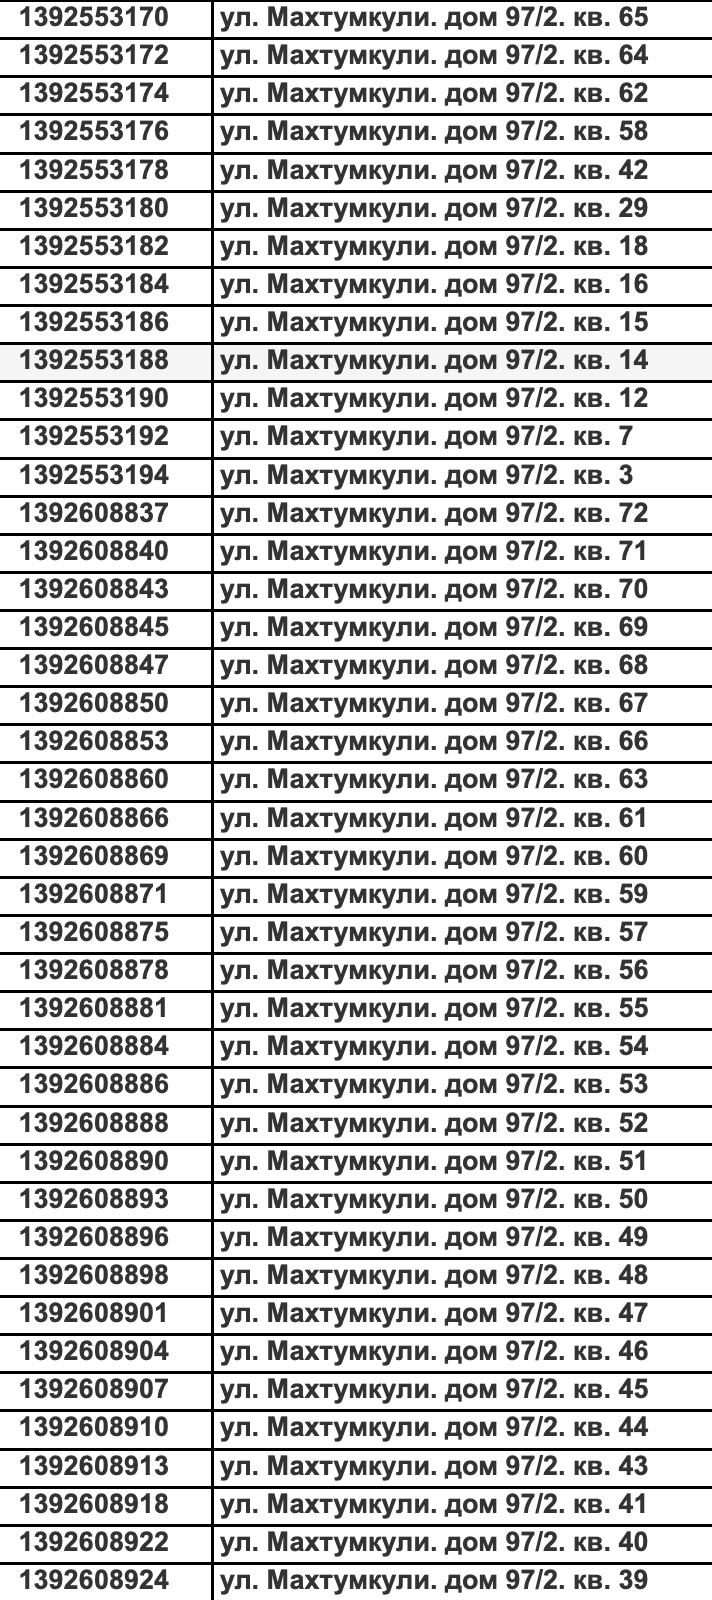 1392553170 ул. Махтумкули. дом 97/2. кв. 65
1392553172 ул. Махтумкули. дом 97/2. кв. 64
1392553174 ул. Махтумкули. дом 97/2. кв. 62
1392553176 ул. Махтумкули. дом 97/2. кв. 58
1392553178 ул. Махтумкули. дом 97/2. кв. 42
1392553180 ул. Махтумкули. дом 97/2. кв. 29
1392553182 ул. Махтумкули. дом 97/2. кв. 18
1392553184 ул. Махтумкули. дом 97/2. кв. 16
1392553186 ул. Махтумкули. дом 97/2. кв. 15
1392553188 ул. Махтумкули. дом 97/2. кв. 14
1392553190 ул. Махтумкули. дом 97/2. кв. 12
1392553192 ул. Махтумкули. дом 97/2. кв. 7
1392553194 ул. Махтумкули. дом 97/2. кв. 3
1392608837 ул. Махтумкули. дом 97/2. кв. 72
1392608840 ул. Махтумкули. дом 97/2. кв. 71
1392608843 ул. Махтумкули. дом 97/2. кв. 70
1392608845 ул. Махтумкули. дом 97/2. кв. 69
1392608847 ул. Махтумкули. дом 97/2. кв. 68
1392608850 ул. Махтумкули. дом 97/2. кв. 67
1392608853 ул. Махтумкули. дом 97/2. кв. 66
1392608860 ул. Махтумкули. дом 97/2. кв. 63
1392608866 ул. Махтумкули. дом 97/2. кв. 61
1392608869 ул. Махтумкули. дом 97/2. кв. 60
1392608871 ул. Махтумкули. дом 97/2. кв. 59
1392608875 ул. Махтумкули. дом 97/2. кв. 57
1392608878 ул. Махтумкули. дом 97/2. кв. 56
1392608881 ул. Махтумкули. дом 97/2. кв. 55
1392608884 ул. Махтумкули. дом 97/2. кв. 54
1392608886 ул. Махтумкули. дом 97/2. кв. 53
1392608888 ул. Махтумкули. дом 97/2. кв. 52
1392608890 ул. Махтумкули. дом 97/2. кв. 51
1392608893 ул. Махтумкули. дом 97/2. кв. 50
1392608896 ул. Махтумкули. дом 97/2. кв. 49
1392608898 ул. Махтумкули. дом 97/2. кв. 48
1392608901 ул. Махтумкули. дом 97/2. кв. 47
1392608904 ул. Махтумкули. дом 97/2. кв. 46
1392608907 ул. Махтумкули. дом 97/2. кв. 45
1392608910 ул. Махтумкули. дом 97/2. кв. 44
1392608913 ул. Махтумкули. дом 97/2. кв. 43
1392608918 ул. Махтумкули. дом 97/2. кв. 41
1392608922 ул. Махтумкули. дом 97/2. кв. 40
1392608924 ул. Махтумкули. дом 97/2. кв. 39